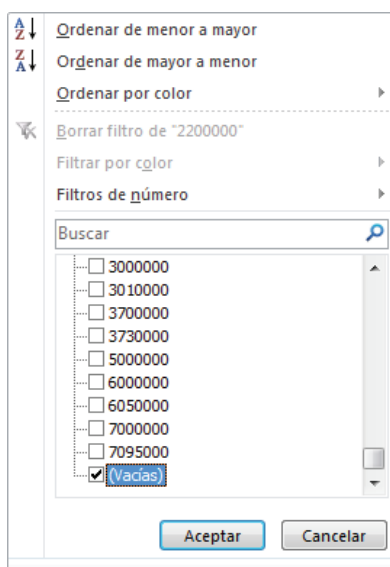 Ordenar de menor a mayor
Ordenar de mayor a menor
Ordenar por color
Borrar filtro de "2200000"
Filtrar por color
Filtros de número
Buscar
3000000
3010000
3700000
3730000
5000000
6000000
6050000
7000000
7095000
(Vacías)
Aceptar Cancelar